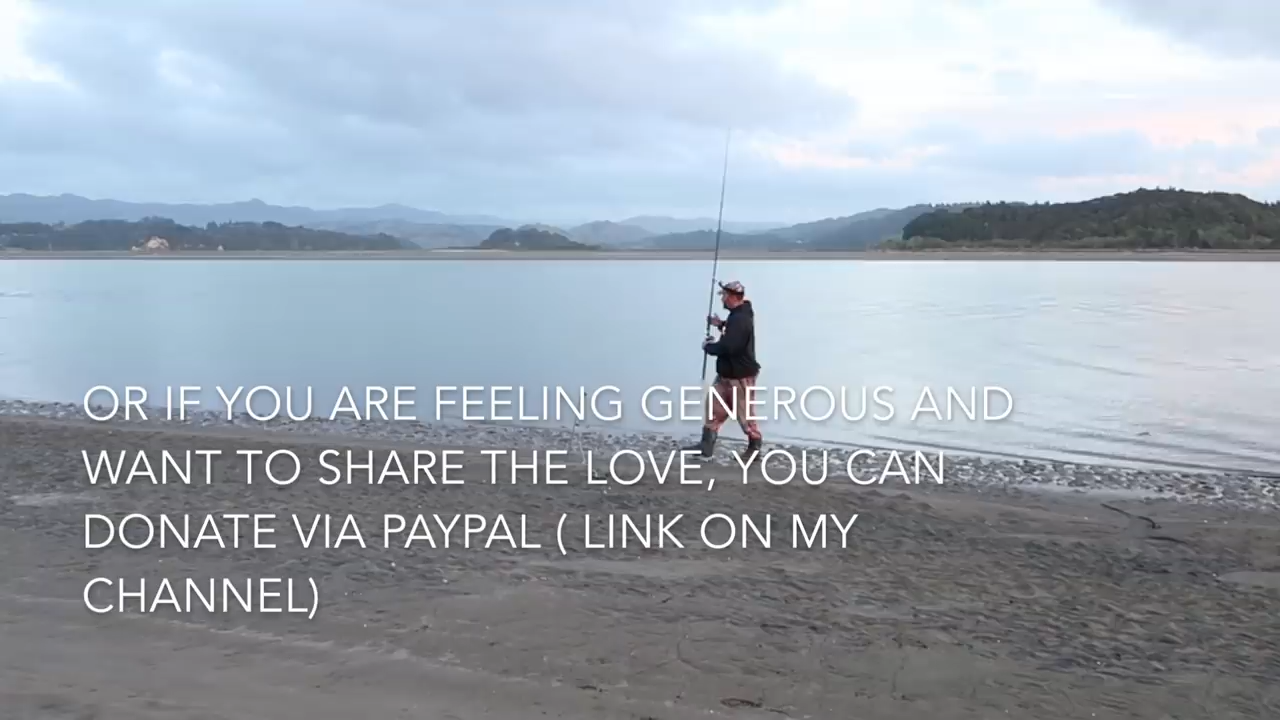 OR IF YOU ARE FEELING GENEROUS AND
WANT TO SHARE THE LOVE, YOU CAN
DONATE VIA PAYPAL ( LINK ON MY
CHANNEL)